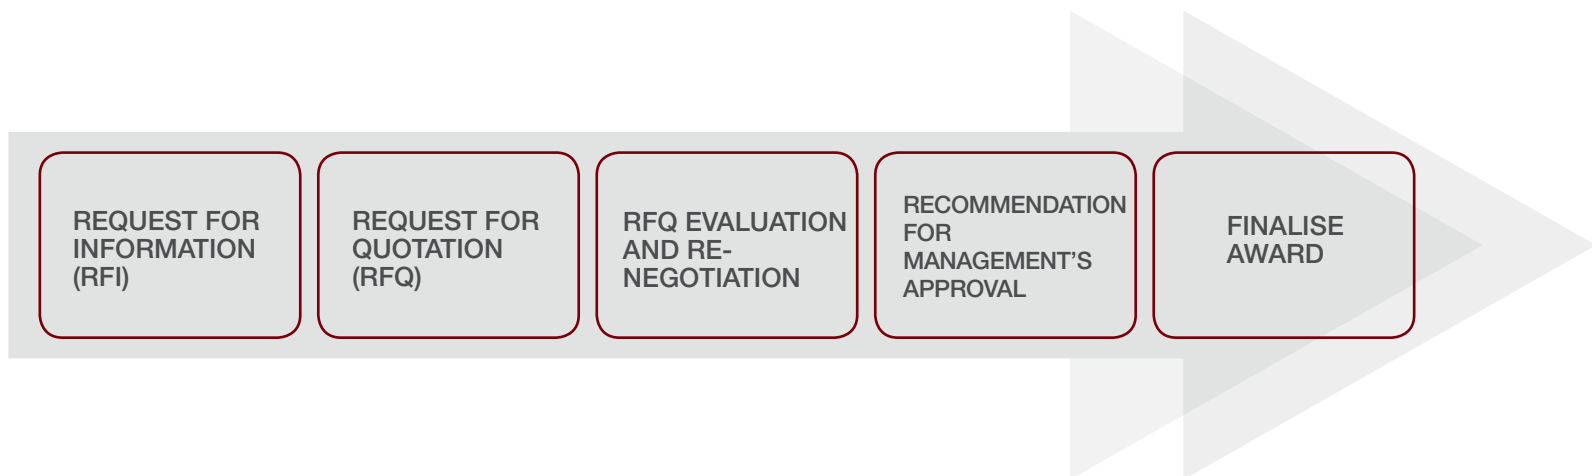 REQUEST FOR
INFORMATION
(RFI)
REQUEST FOR
QUOTATION
(RFQ)
RFQ EVALUATION
AND RE-
NEGOTIATION
RECOMMENDATION
FOR
MANAGEMENT’S
APPROVAL
FINALISE
AWARD